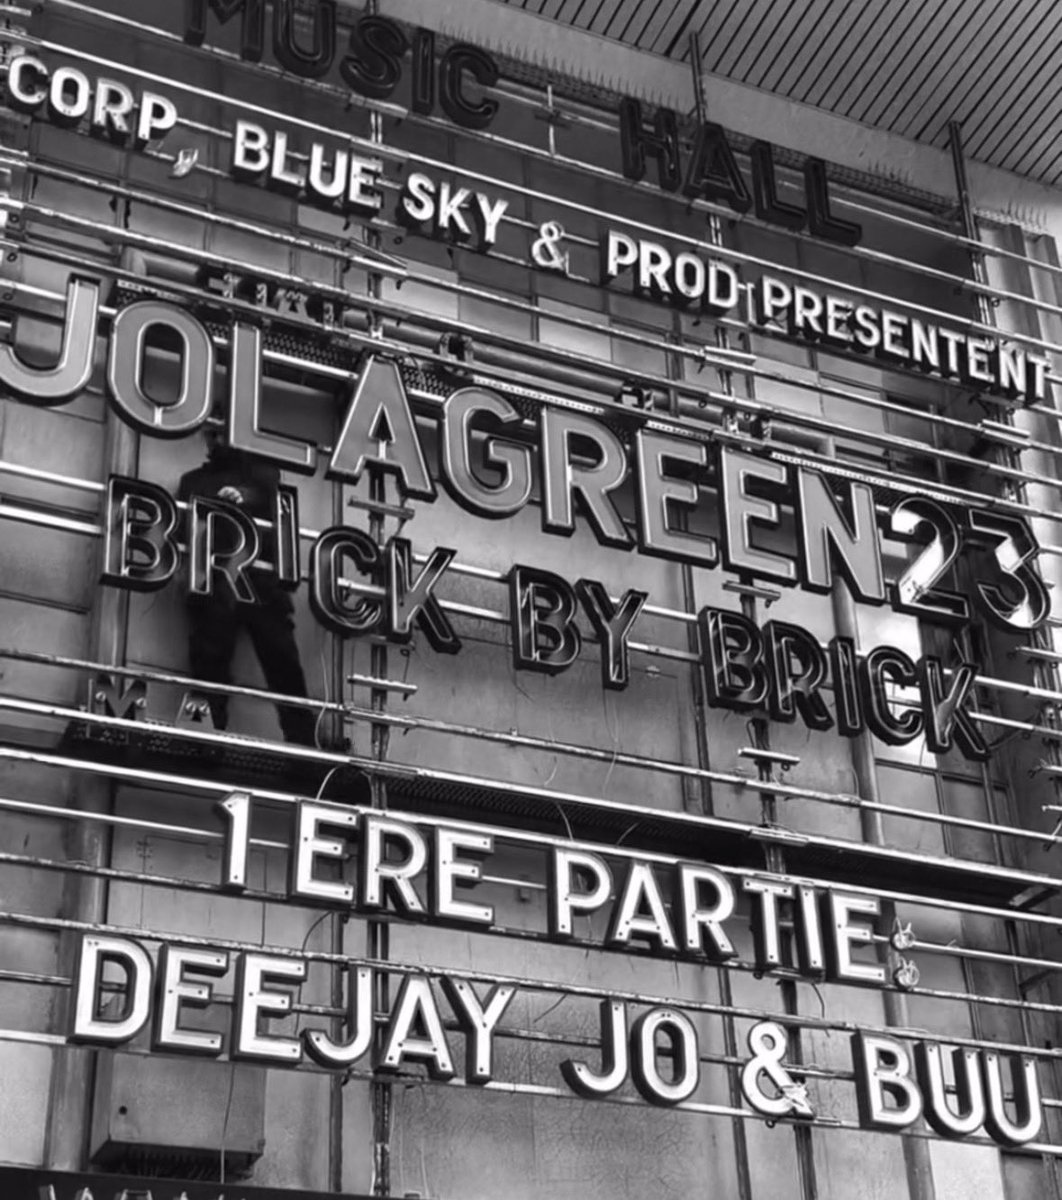 MUSIC HALL
CORP, BLUE SKY & PROD PRESENTENT
JOLAGREEN23
BRICK BY BRICK
1ERE PARTIE:
DEEJAY JO & BUU